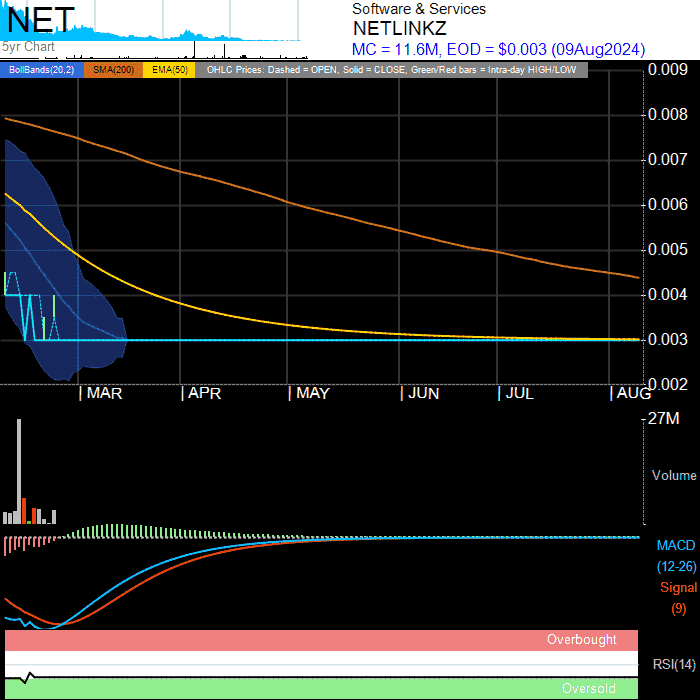 NET
5yr Chart
Software & Services
NETLINKZ
MC = 11.6M, EOD = $0.003 (09Aug2024)
BollBands(20,2) SMA(200) EMA(50) OHLC Prices: Dashed = OPEN, Solid = CLOSE, Green/Red bars = Intra-day HIGH/LOW
0.009
0.008
0.007
0.006
0.005
0.004
0.003
0.002
| MAR | APR | MAY | JUN | JUL | AUG
27M
Volume
MACD
(12-26)
Signal
(9)
Overbought
RSI(14)
Oversold